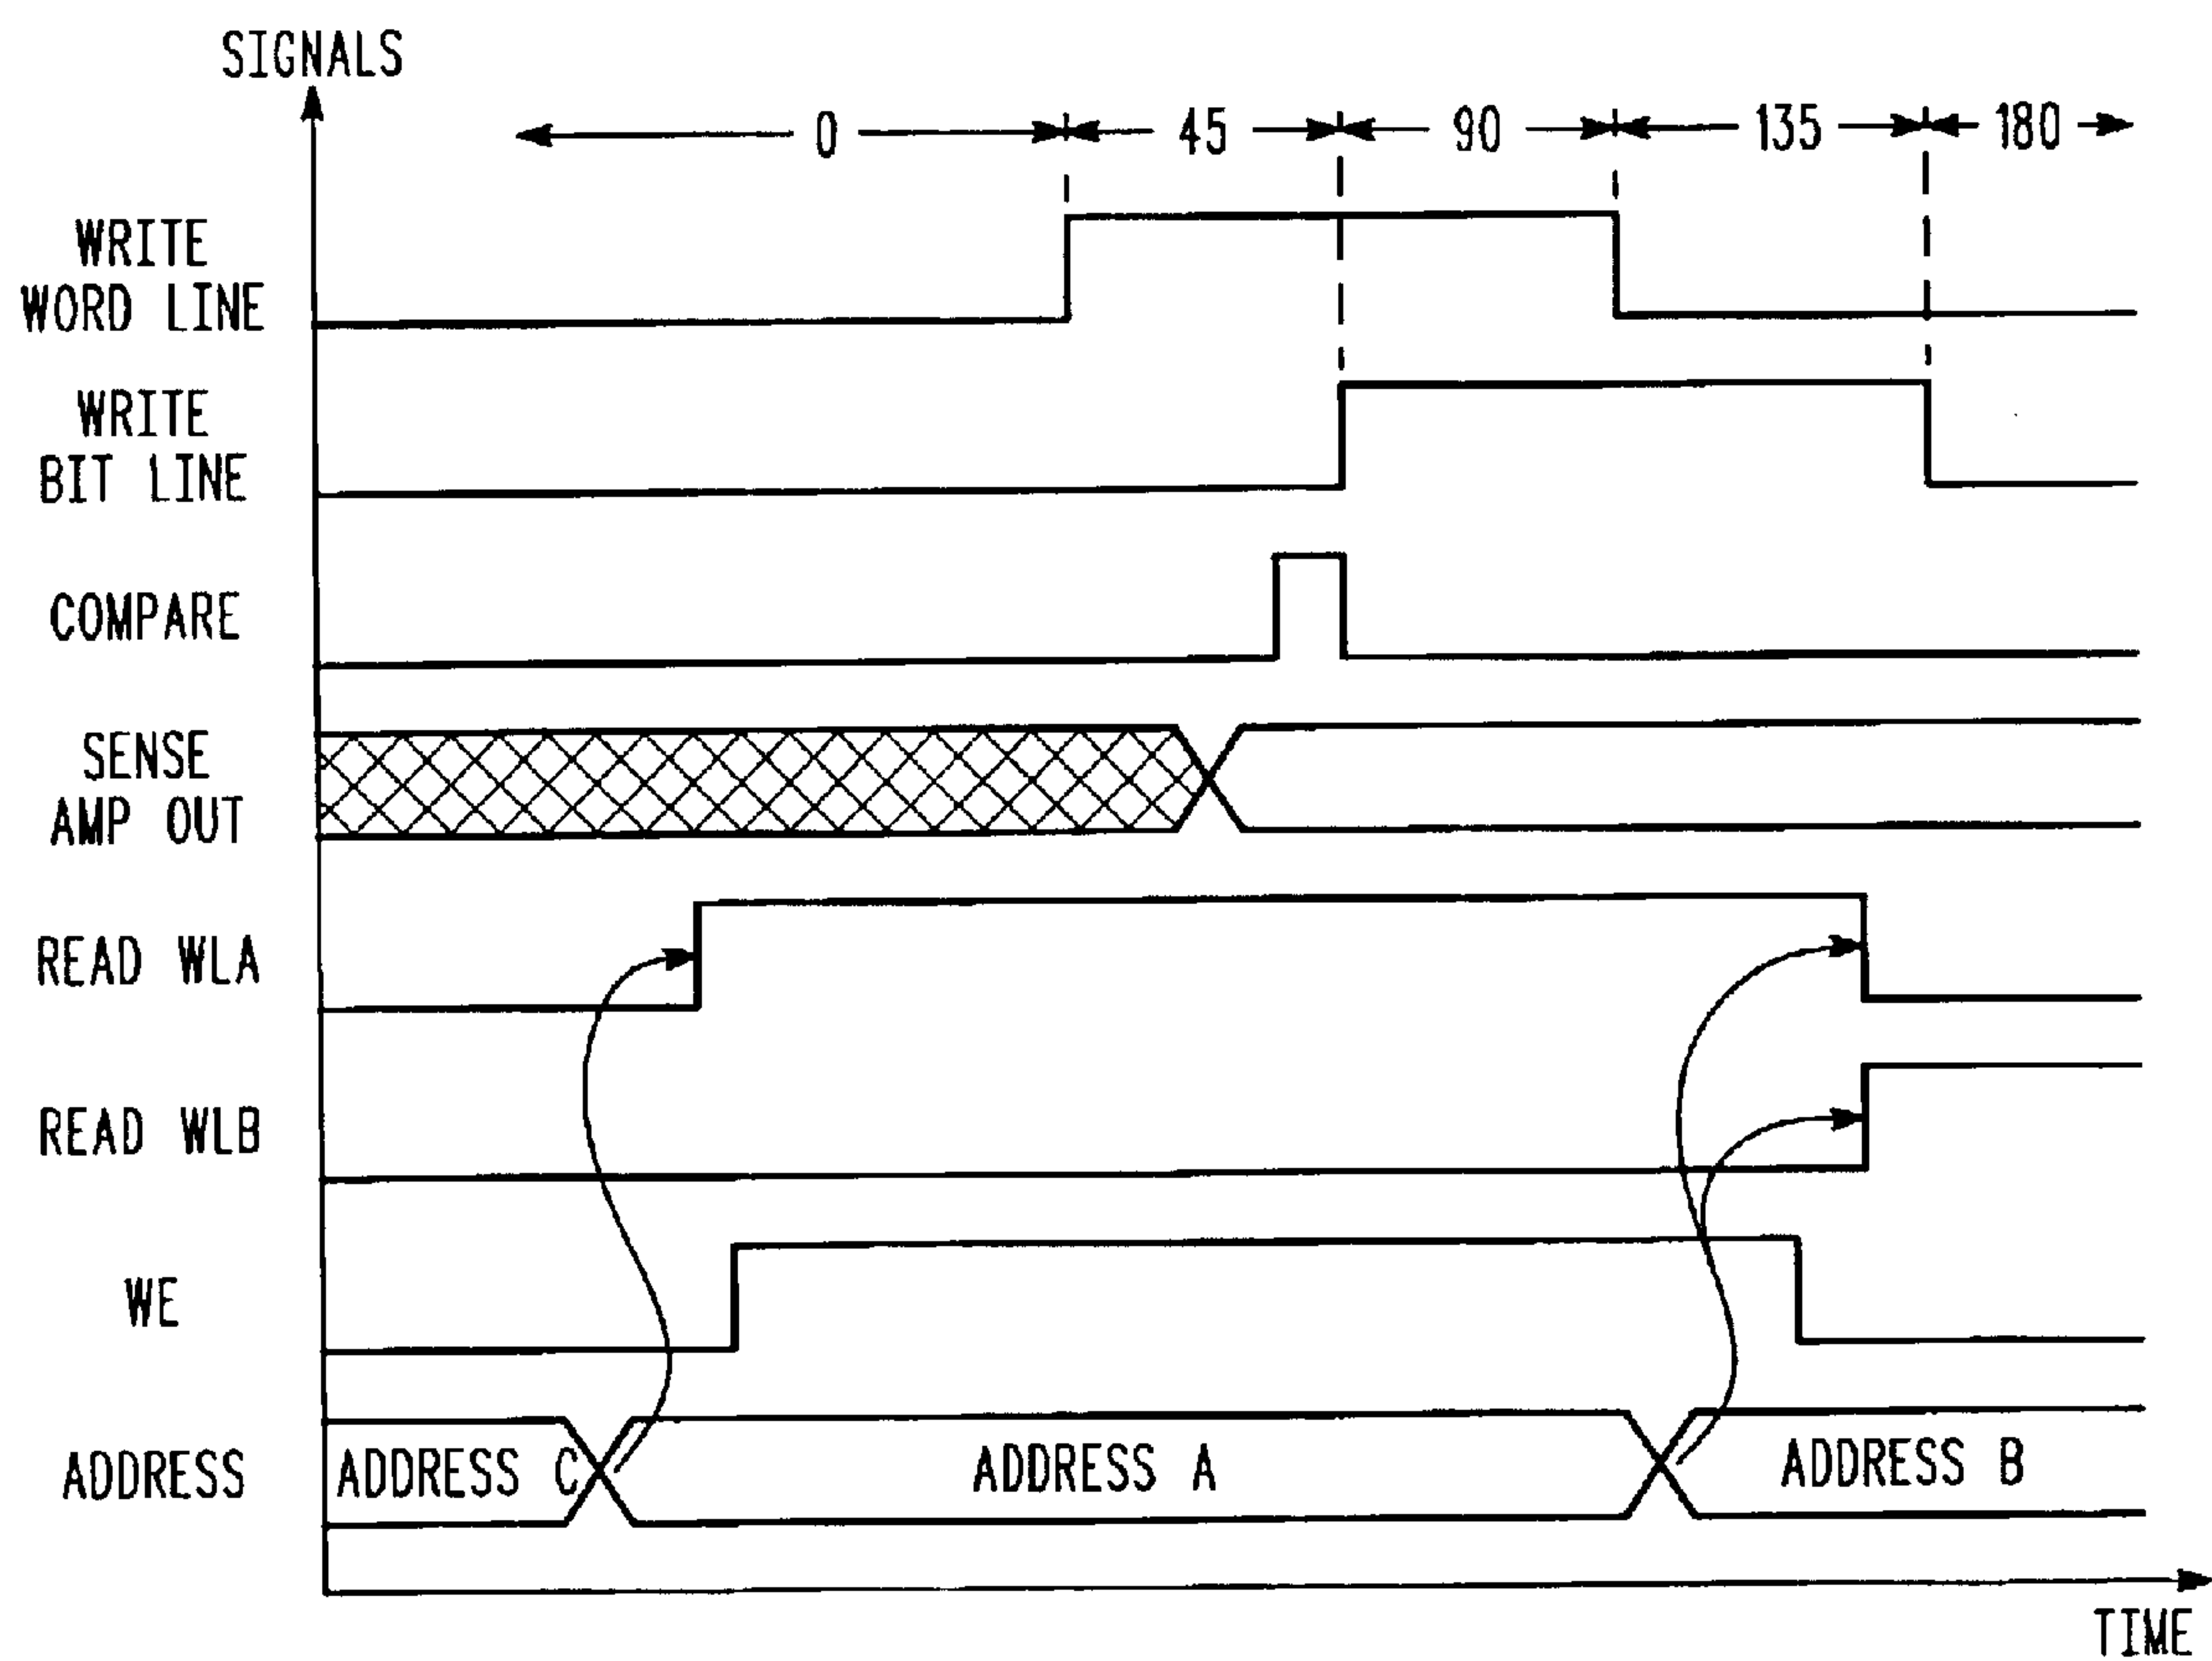 SIGNALS
0 45 90 135 180
WRITE
WORD LINE
WRITE
BIT LINE
COMPARE
SENSE
AMP OUT
READ WLA
READ WLB
WE
ADDRESS
ADDRESS C
ADDRESS A
ADDRESS B
TIME